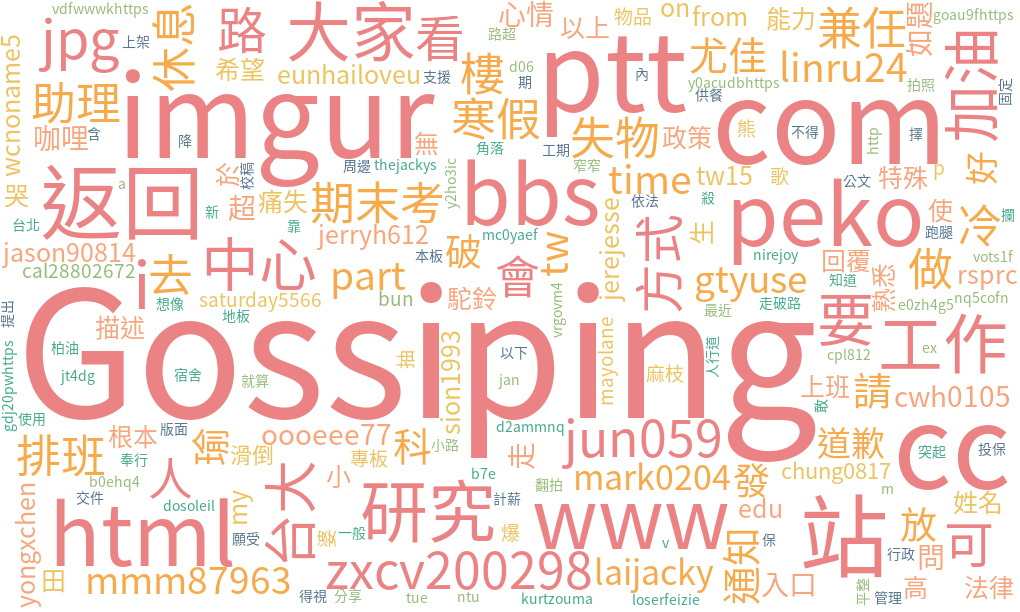 vdfwwwkhttps
心情
以上
物品
on
from
能力
兼任
如題
goau9fhttps
jpg
上架
休息
路
大家
看
路超
ptt
尤佳
linru24
加油
固定
wcnoname5
imgur
希望
eunhailoveu
支援
樓
d06
期
內
y0acudbhttps
供餐
拍照
com
助理
寒假
失物
政策
熊
不得
http
擇
咖哩
含
降
無
角落
工期
哭
返回
於
校稿
周邊
thejackys
y2ho3ic
bbs
窄窄
time
tw15
歌
公文
特殊
p
好
a
台北
新
超
痛失
靠
期末考
jerryh612
mc0yaef
依法
殺
peko
使
跑腿
攔
冷
jason90814
cal28802672
i
去
中心
本板
破
tw
jerejesse
方式
生
nirejoy
回覆
知道
熱悉
做
vots1f
rsprc
想像
saturday5566
part
bun
駝鈴
會
vrgovm4
gtyuse
最近
走破路
要
e0zh4g5
nq5cofn
提出
描述
地板
Gossiping
工作
柏油
jt4dg
宿舍
就算
甜
sion1993
以下
jan
mayolane
麻枝
人行道
cpl812
ex
gdj20pwhttps
使用
上班
敢
請
cwh0105
版面
排班
根本
奉行
偷
滑倒
oooeee77
專板
科
小路
d2ammnq
走
jun059
道歉
cc
突起
投保
b0ehq4
交件
人
台大
小
b7e
計薪
翻拍
mark0204
發
chung0817
m
姓名
yongxchen
html
dosoleil
my
願受
婆
一般
研究
爆
www
v
通知
edu
保
站
放
行政
問
可
田
mmm87963
得視
分享
zxcv200298
tue
ntu
kurtzouma
laijacky
loserfeizie
入口
平整
管理
高
法律